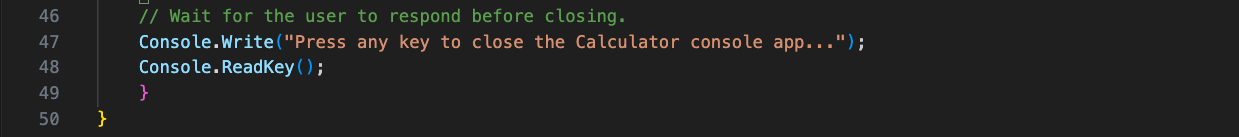 46 // Wait for the user to respond before closing.
47 Console.Write("Press any key to close the Calculator console app...");
48 Console.ReadKey();
49 }
50 }